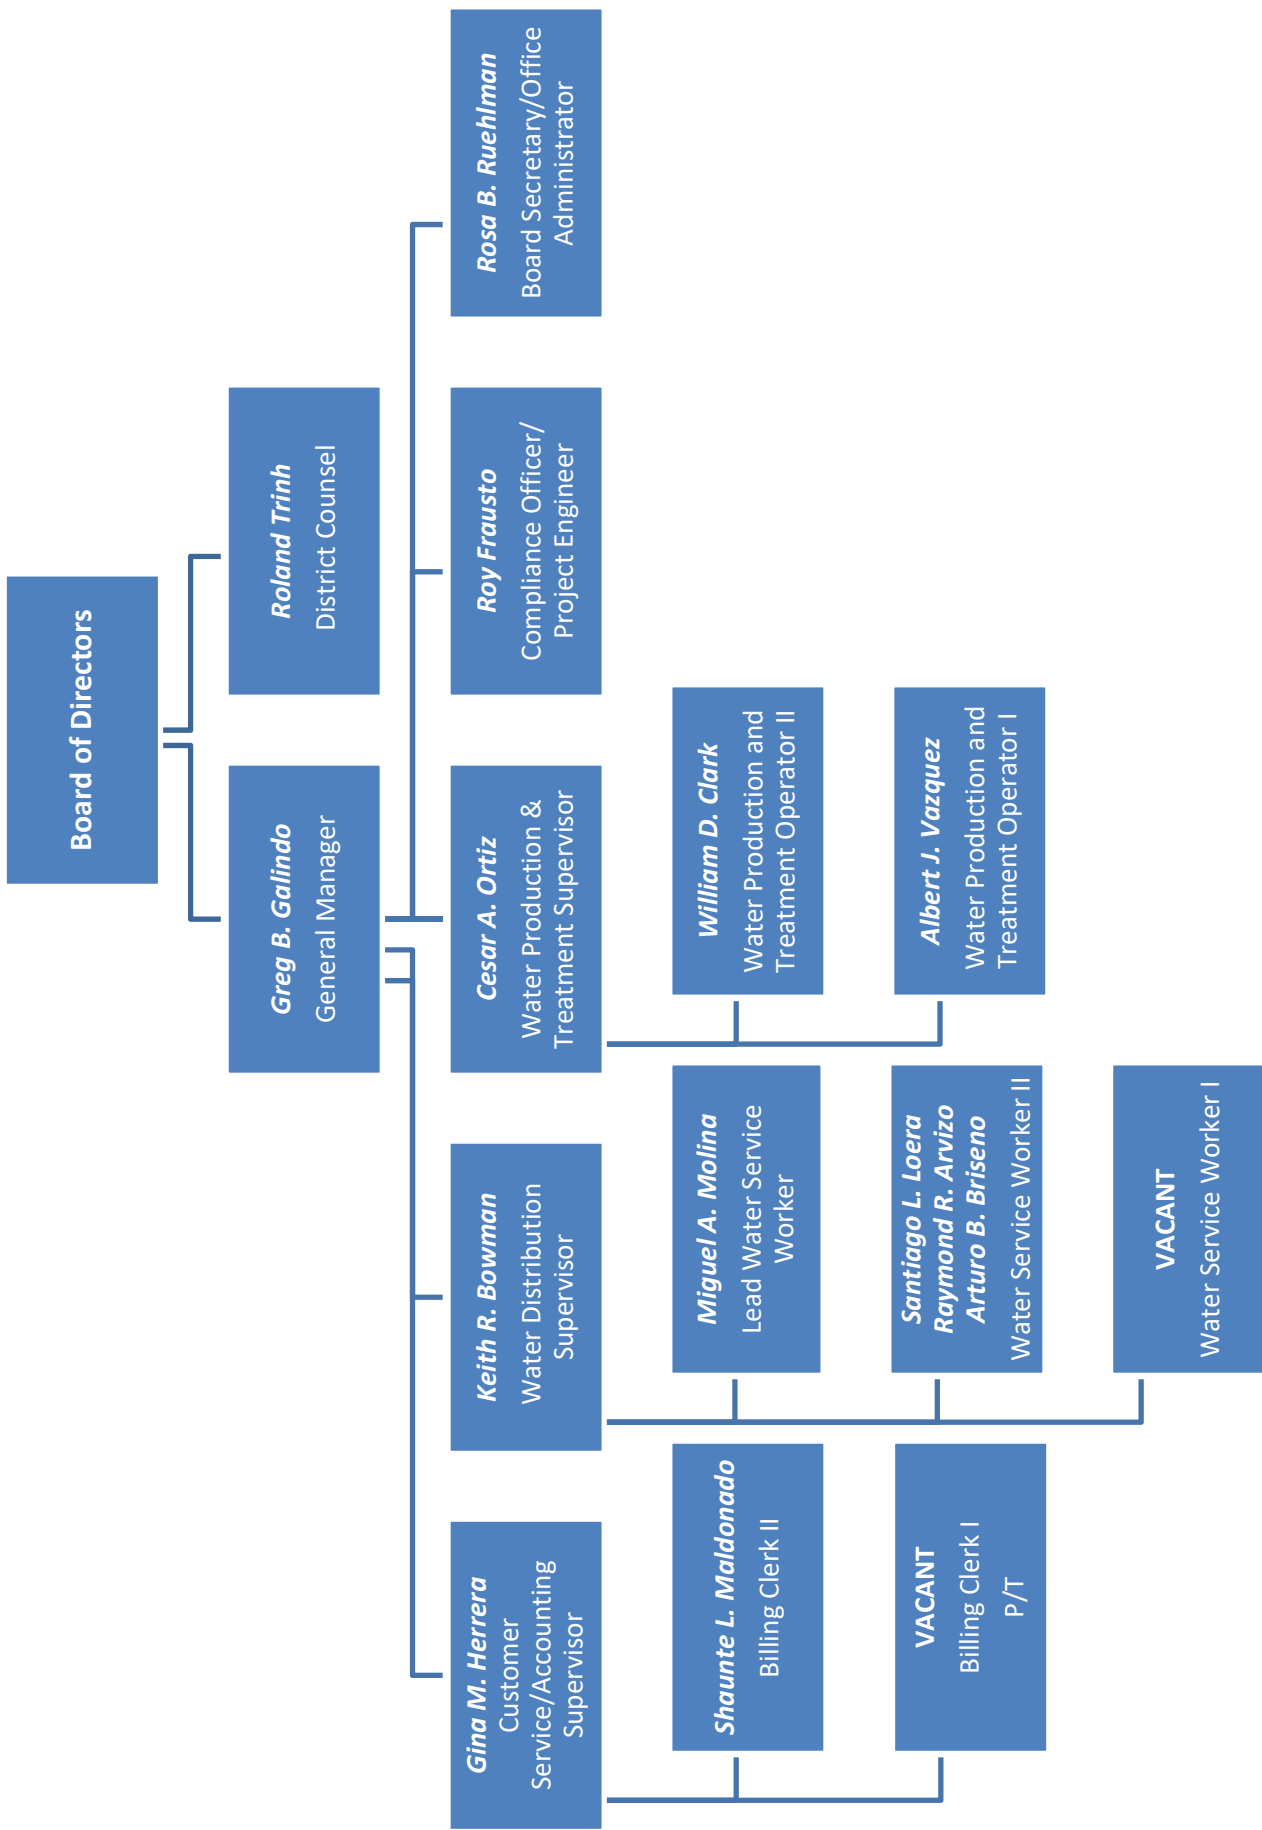 Board of Directors
Greg B. Galindo
General Manager
Roland Trinh
District Counsel
Gina M. Herrera
Customer
Service/Accounting
Supervisor
Keith R. Bowman
Water Distribution
Supervisor
Cesar A. Ortiz
Water Production &
Treatment Supervisor
Roy Frausto
Compliance Officer/
Project Engineer
Rosa B. Ruehlman
Board Secretary/Office
Administrator
Shaunte L. Maldonado
Billing Clerk II
Miguel A. Molina
Lead Water Service
Worker
William D. Clark
Water Production and
Treatment Operator II
VACANT
Billing Clerk I
P/T
Santiago L. Loera
Raymond R. Arvizo
Arturo B. Briseno
Water Service Worker II
Albert J. Vazquez
Water Production and
Treatment Operator I
VACANT
Water Service Worker I